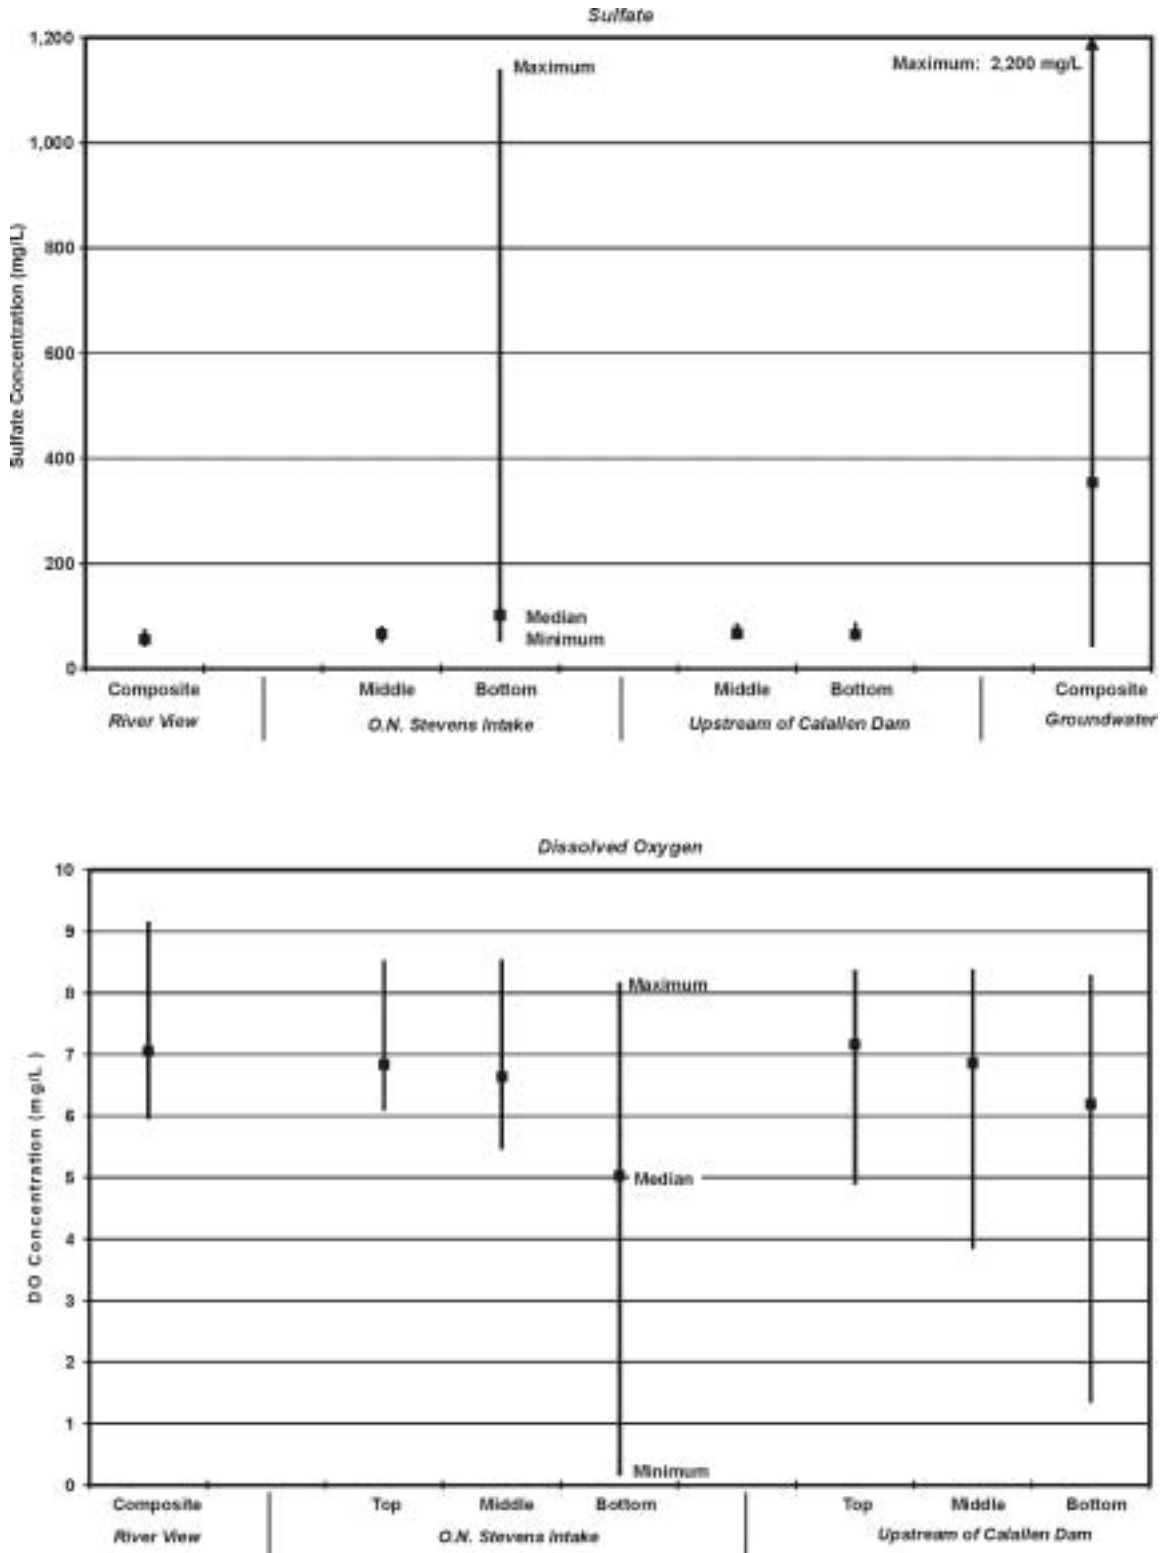 Sulfate
1,200
Maximum
Maximum: 2,200 mg/L
1,000
800
600
400
200
0
Sulfate Concentration (mg/L)
Median
Minimum
Composite Middle Bottom Middle Bottom Composite
River View O.N. Stevens Intake Upstream of Calallen Dam Groundwater
Dissolved Oxygen
10
9
8
7
6
5
4
3
2
1
0
DO Concentration (mg/L )
Maximum
Median
Minimum
Composite Top Middle Bottom Top Middle Bottom
River View O.N. Stevens Intake Upstream of Calallen Dam